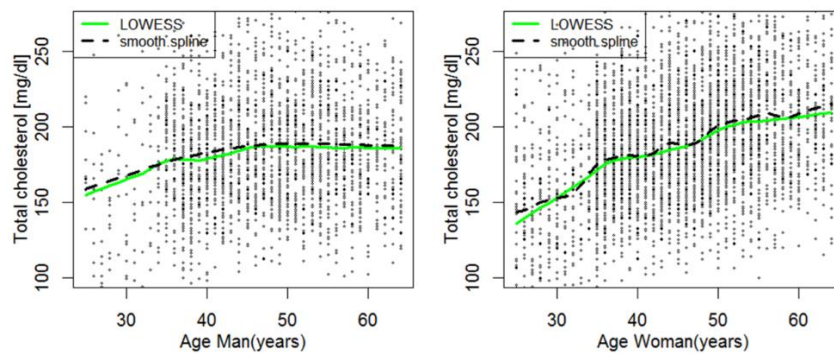 LOWESS
smooth spline
Total cholesterol [mg/dl]
250
200
150
100
30
40
50
60
Age Man(years)
LOWESS
smooth spline
Total cholesterol [mg/dl]
250
200
150
100
30
40
50
60
Age Woman(years)